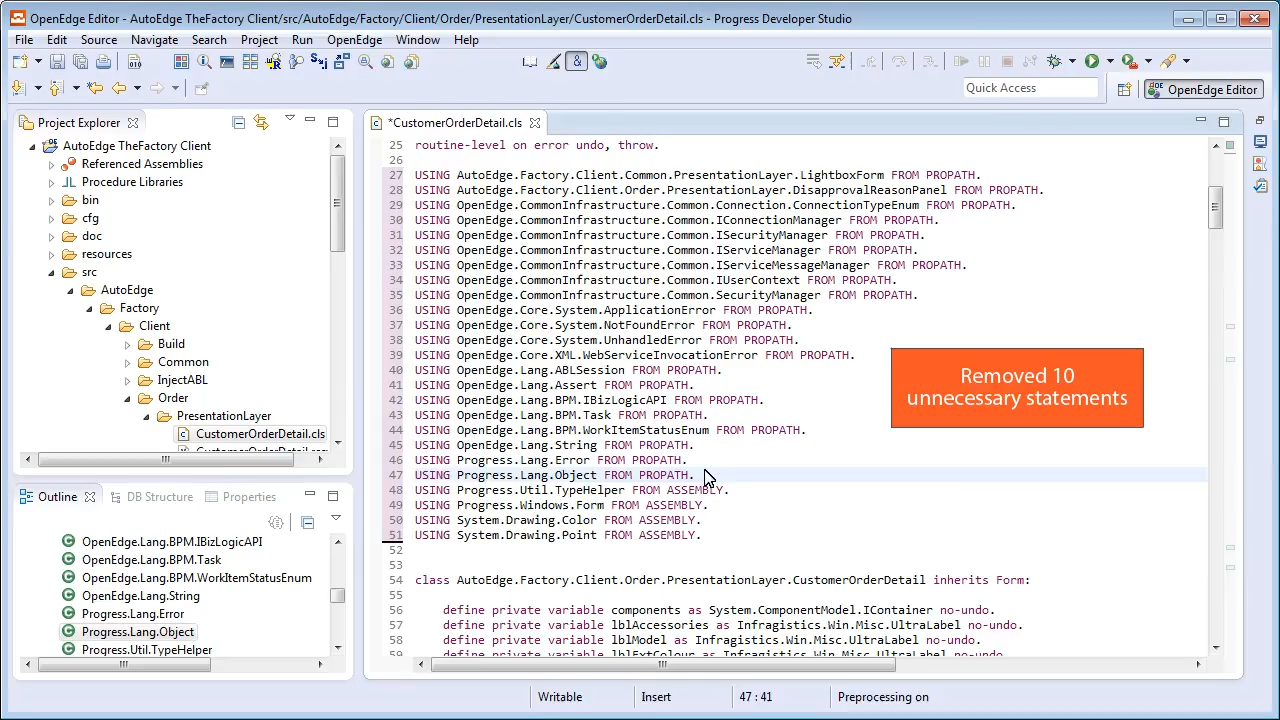 OpenEdge Editor - AutoEdge TheFactory Client/src/AutoEdge/Factory/Client/Order/PresentationLayer/CustomerOrderDetail.cls - Progress Developer Studio
File Edit Source Navigate Search Project Run OpenEdge Window Help
Quick Access
OpenEdge Editor
Project Explorer
AutoEdge TheFactory Client
Referenced Assemblies
Procedure Libraries
bin
cfg
doc
resources
src
AutoEdge
Factory
Client
Build
Common
InjectABL
Order
PresentationLayer
CustomerOrderDetail.cls
Outline DB Structure Properties
OpenEdge.Lang.BPM.IBizLogicAPI
OpenEdge.Lang.BPM.Task
OpenEdge.Lang.BPM.WorkItemStatusEnum
OpenEdge.Lang.String
Progress.Lang.Error
Progress.Lang.Object
Progress.Util.TypeHelper
*CustomerOrderDetail.cls
25 routine-level on error undo, throw.
26
27 USING AutoEdge.Factory.Client.Common.PresentationLayer.LightboxForm FROM PROPATH.
28 USING AutoEdge.Factory.Client.Order.PresentationLayer.DisapprovalReasonPanel FROM PROPATH.
29 USING OpenEdge.CommonInfrastructure.Common.Connection.ConnectionTypeEnum FROM PROPATH.
30 USING OpenEdge.CommonInfrastructure.Common.IConnectionManager FROM PROPATH.
31 USING OpenEdge.CommonInfrastructure.Common.ISecurityManager FROM PROPATH.
32 USING OpenEdge.CommonInfrastructure.Common.IServiceManager FROM PROPATH.
33 USING OpenEdge.CommonInfrastructure.Common.IServiceMessageManager FROM PROPATH.
34 USING OpenEdge.CommonInfrastructure.Common.IUserContext FROM PROPATH.
35 USING OpenEdge.CommonInfrastructure.Common.SecurityManager FROM PROPATH.
36 USING OpenEdge.Core.System.ApplicationError FROM PROPATH.
37 USING OpenEdge.Core.System.NotFoundError FROM PROPATH.
38 USING OpenEdge.Core.System.UnhandledError FROM PROPATH.
39 USING OpenEdge.Core.XML.WebServiceInvocationError FROM PROPATH.
40 USING OpenEdge.Lang.ABLSession FROM PROPATH.
41 USING OpenEdge.Lang.Assert FROM PROPATH.
42 USING OpenEdge.Lang.BPM.IBizLogicAPI FROM PROPATH.
43 USING OpenEdge.Lang.BPM.Task FROM PROPATH.
44 USING OpenEdge.Lang.BPM.WorkItemStatusEnum FROM PROPATH.
45 USING OpenEdge.Lang.String FROM PROPATH.
46 USING Progress.Lang.Error FROM PROPATH.
47 USING Progress.Lang.Object FROM PROPATH.
48 USING Progress.Util.TypeHelper FROM ASSEMBLY.
49 USING Progress.Windows.Form FROM ASSEMBLY.
50 USING System.Drawing.Color FROM ASSEMBLY.
51 USING System.Drawing.Point FROM ASSEMBLY.
52
53
54 class AutoEdge.Factory.Client.Order.PresentationLayer.CustomerOrderDetail inherits Form:
55
56 define private variable components as System.ComponentModel.IContainer no-undo.
57 define private variable lblAccessories as Infragistics.Win.Misc.UltraLabel no-undo.
58 define private variable lblModel as Infragistics.Win.Misc.UltraLabel no-undo.
59 define private variable lblExtColour as Infragistics.Win.Misc.UltraLabel no-undo.
Removed 10
unnecessary statements
Writable Insert 47 : 41 Preprocessing on